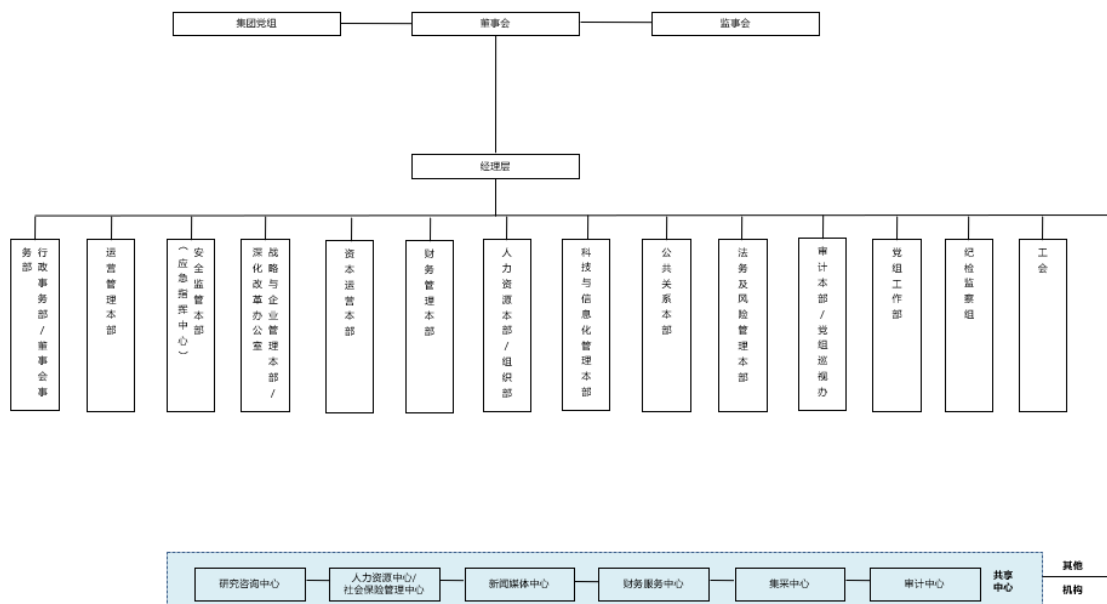 集团党组
董事会
监事会
经理层
行政事务部/董事会事
务部
运营管理本部
安全监管本部
（应急指挥中心）
战略与企业管理本部/
深化改革办公室
资本运营本部
财务管理本部
人力资源本部/组织部
科技与信息化管理本部
公共关系本部
法务及风险管理本部
审计本部/党组巡视办
党组工作部
纪检监察组
工会
研究咨询中心
人力资源中心/
社会保险管理中心
新闻媒体中心
财务服务中心
集采中心
审计中心
共享
中心
其他
机构